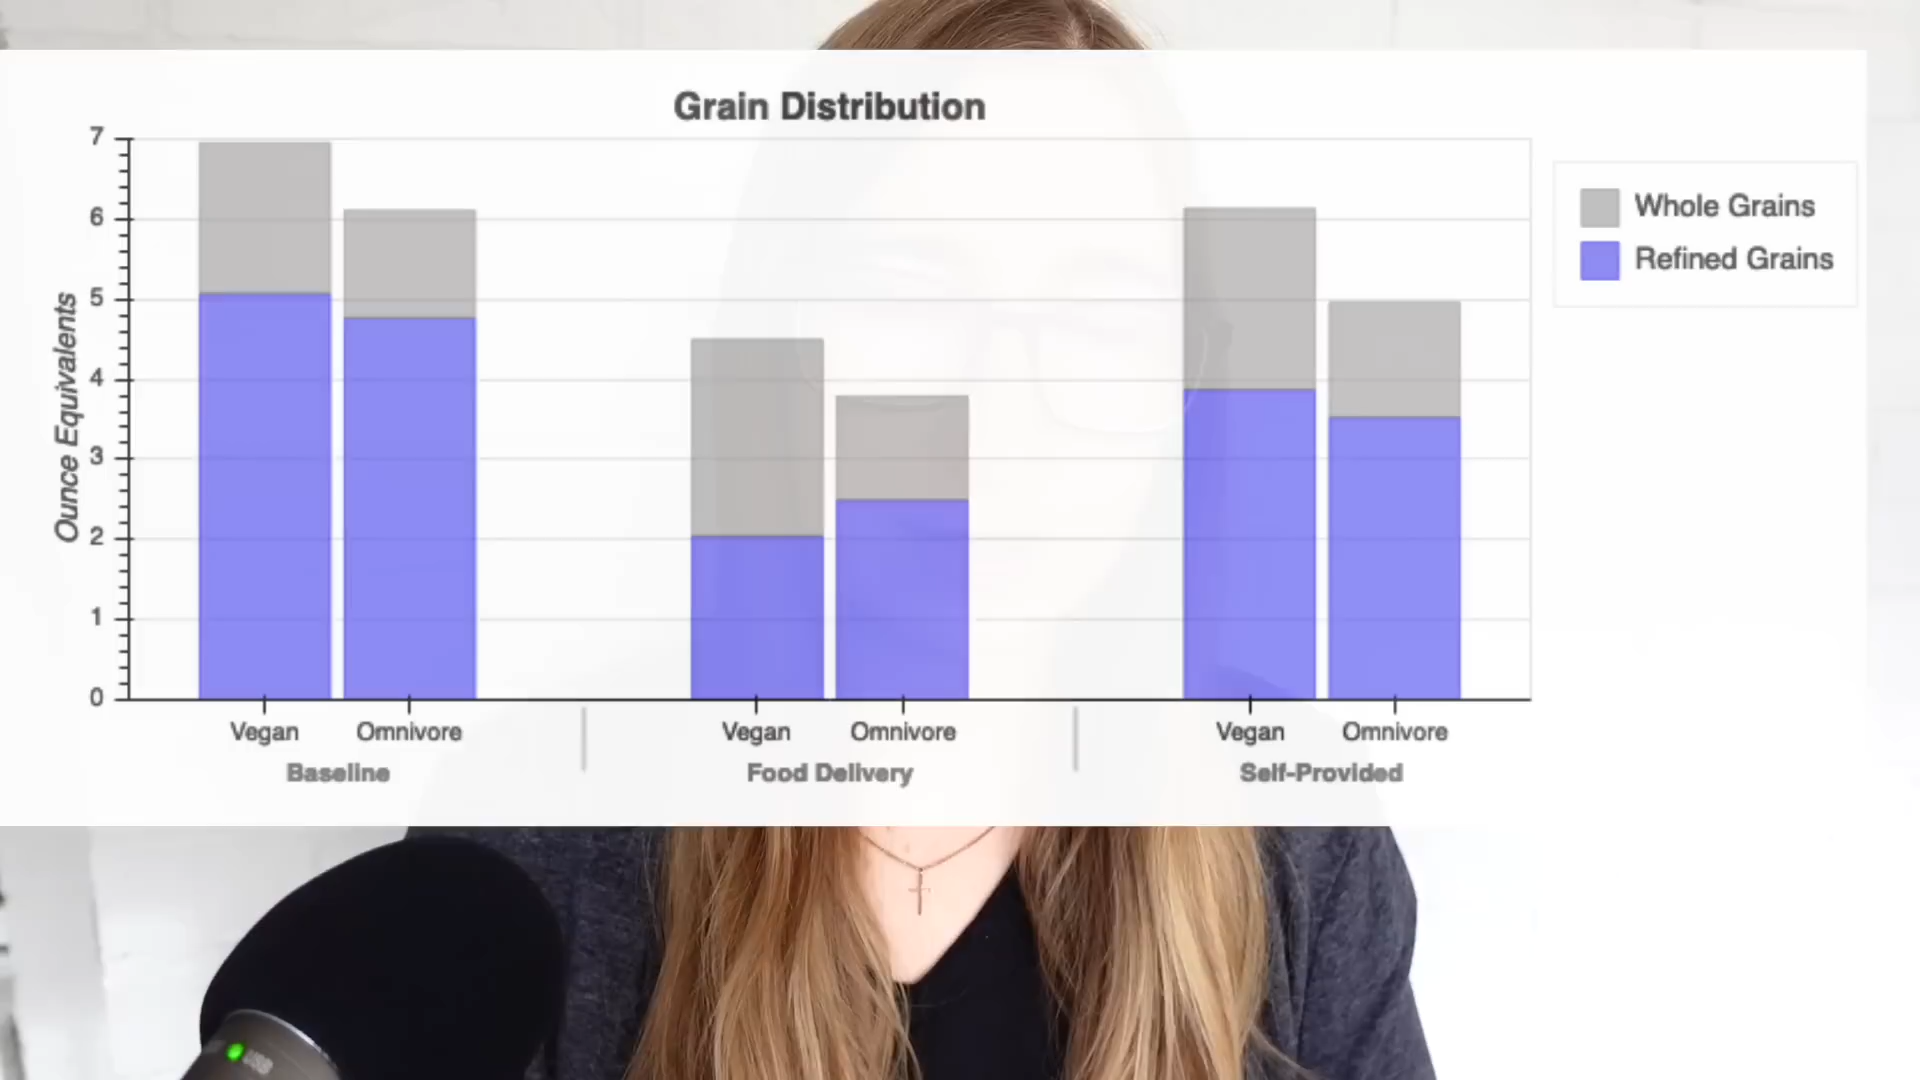 Grain Distribution
7
6
5
4
3
2
1
0
Ounce Equivalents
Whole Grains
Refined Grains
Vegan Omnivore Vegan Omnivore Vegan Omnivore
Baseline Food Delivery Self-Provided
USB